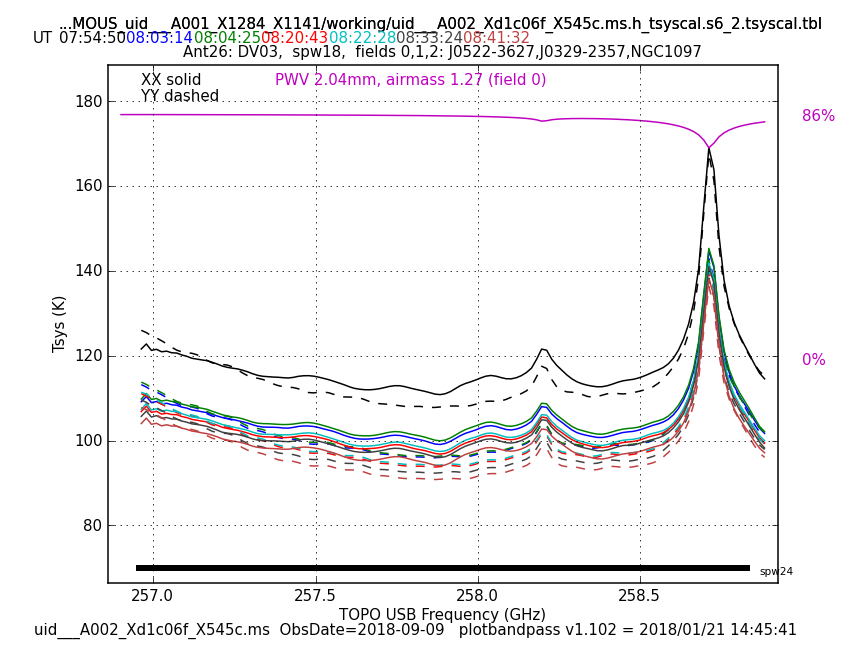 ...MOUS_uid___A001_X1284_X1141/working/uid___A002_Xd1c06f_X545c.ms.h_tsyscal.s6_2.tsyscal.tbl
UT 07:54:50 08:03:14 08:04:25 08:20:43 08:22:28 08:33:24 08:41:32
Ant26: DV03,  spw18,  fields 0,1,2: J0522-3627,J0329-2357,NGC1097
XX solid
PWV 2.04mm, airmass 1.27 (field 0)
YY dashed
180
86%
160
140
120
0%
100
80
Tsys (K)
spw24
257.0 257.5 258.0 258.5
TOPO USB Frequency (GHz)
uid___A002_Xd1c06f_X545c.ms  ObsDate=2018-09-09   plotbandpass v1.102 = 2018/01/21 14:45:41